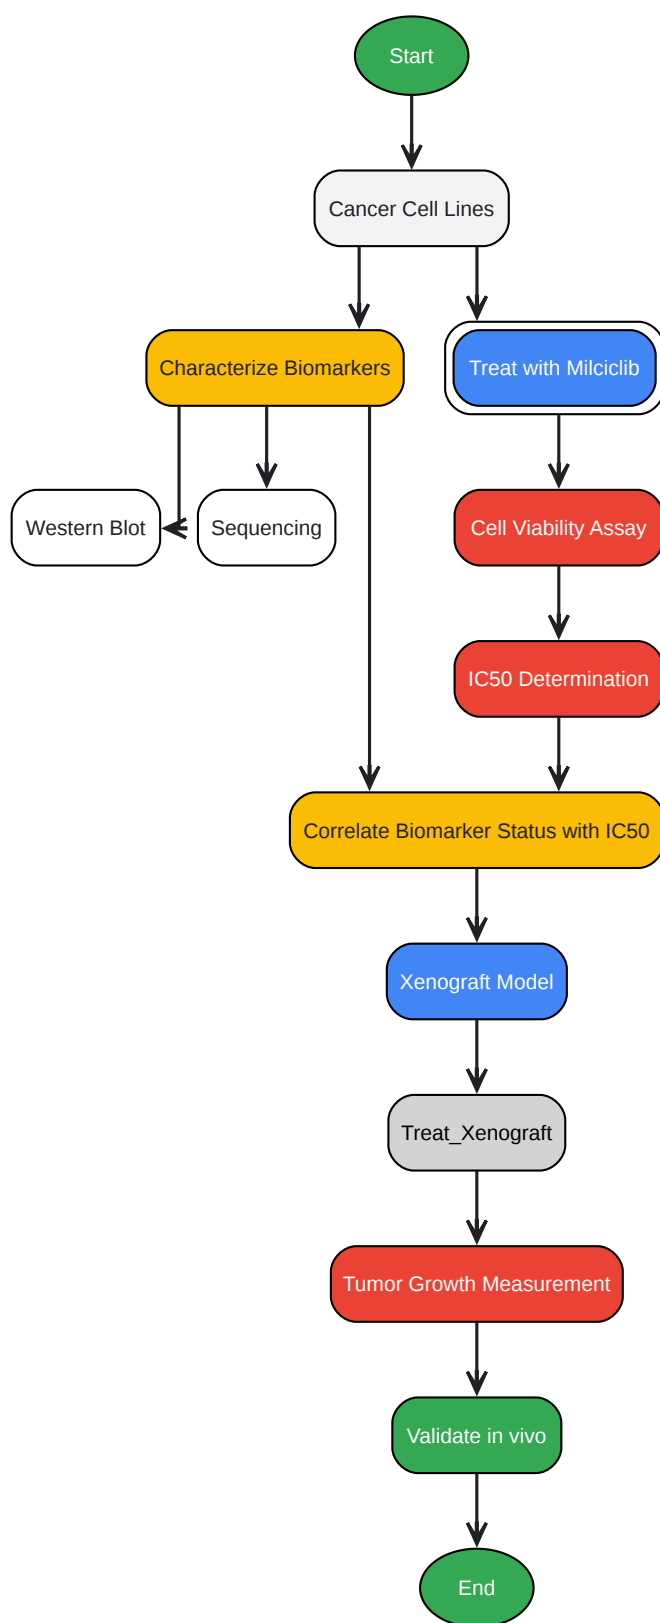 Start
Cancer Cell Lines
Characterize Biomarkers
Treat with Milciclib
Western Blot
Sequencing
Cell Viability Assay
IC50 Determination
Correlate Biomarker Status with IC50
Xenograft Model
Treat_Xenograft
Tumor Growth Measurement
Validate in vivo
End